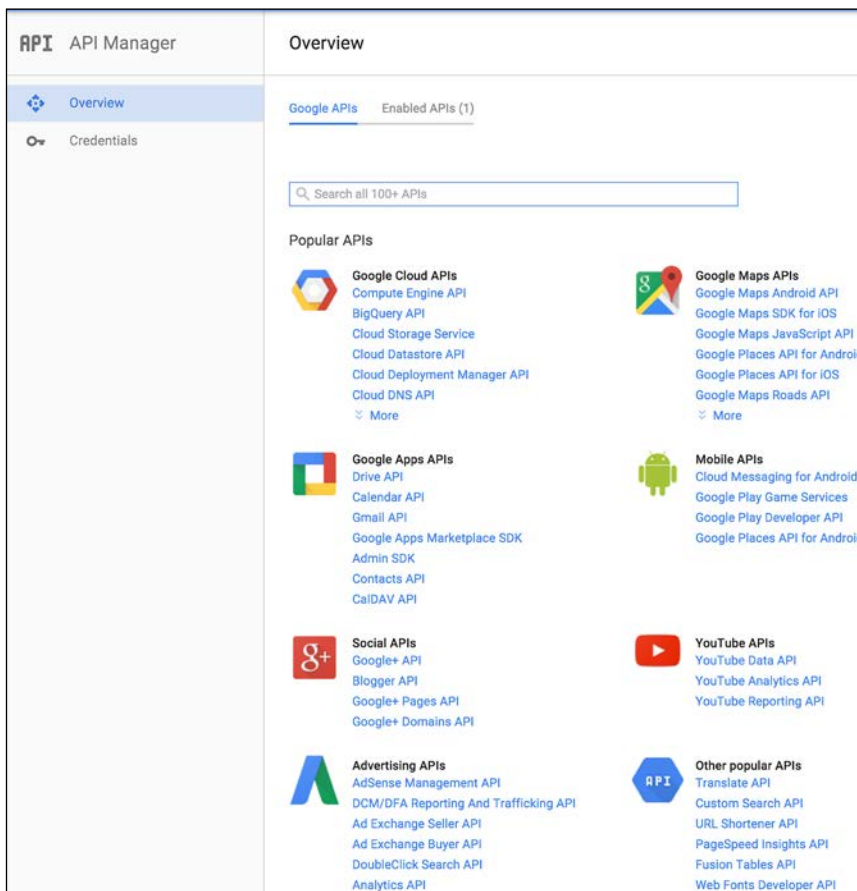 API API Manager
Overview
Overview
Credentials
Google APIs Enabled APIs (1)
Search all 100+ APIs
Popular APIs
Google Cloud APIs
Compute Engine API
BigQuery API
Cloud Storage Service
Cloud Datastore API
Cloud Deployment Manager API
Cloud DNS API
More
Google Maps APIs
Google Maps Android API
Google Maps SDK for iOS
Google Maps JavaScript API
Google Places API for Androi
Google Places API for iOS
Google Maps Roads API
More
Google Apps APIs
Drive API
Calendar API
Gmail API
Google Apps Marketplace SDK
Admin SDK
Contacts API
CalDAV API
Mobile APIs
Cloud Messaging for Android
Google Play Game Services
Google Play Developer API
Google Places API for Androi
g+
Social APIs
Google+ API
Blogger API
Google+ Pages API
Google+ Domains API
YouTube APIs
YouTube Data API
YouTube Analytics API
YouTube Reporting API
Advertising APIs
AdSense Management API
DCM/DFA Reporting And Trafficking API
Ad Exchange Seller API
Ad Exchange Buyer API
DoubleClick Search API
Analytics API
API
Other popular APIs
Translate API
Custom Search API
URL Shortener API
PageSpeed Insights API
Fusion Tables API
Web Fonts Developer API